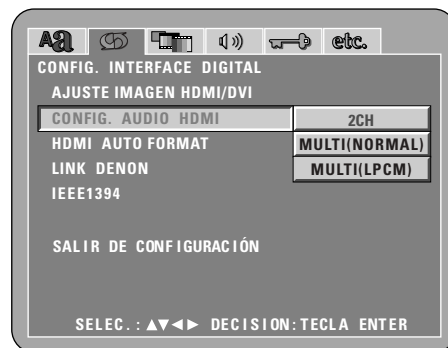 Aa etc.
CONFIG. INTERFACE DIGITAL
AJUSTE IMAGEN HDMI/DVI
CONFIG. AUDIO HDMI 2CH
HDMI AUTO FORMAT MULTI(NORMAL)
LINK DENON MULTI(LPCM)
IEEE1394
SALIR DE CONFIGURACIÓN
SELEC.:▲▼◄► DECISION:TECLA ENTER